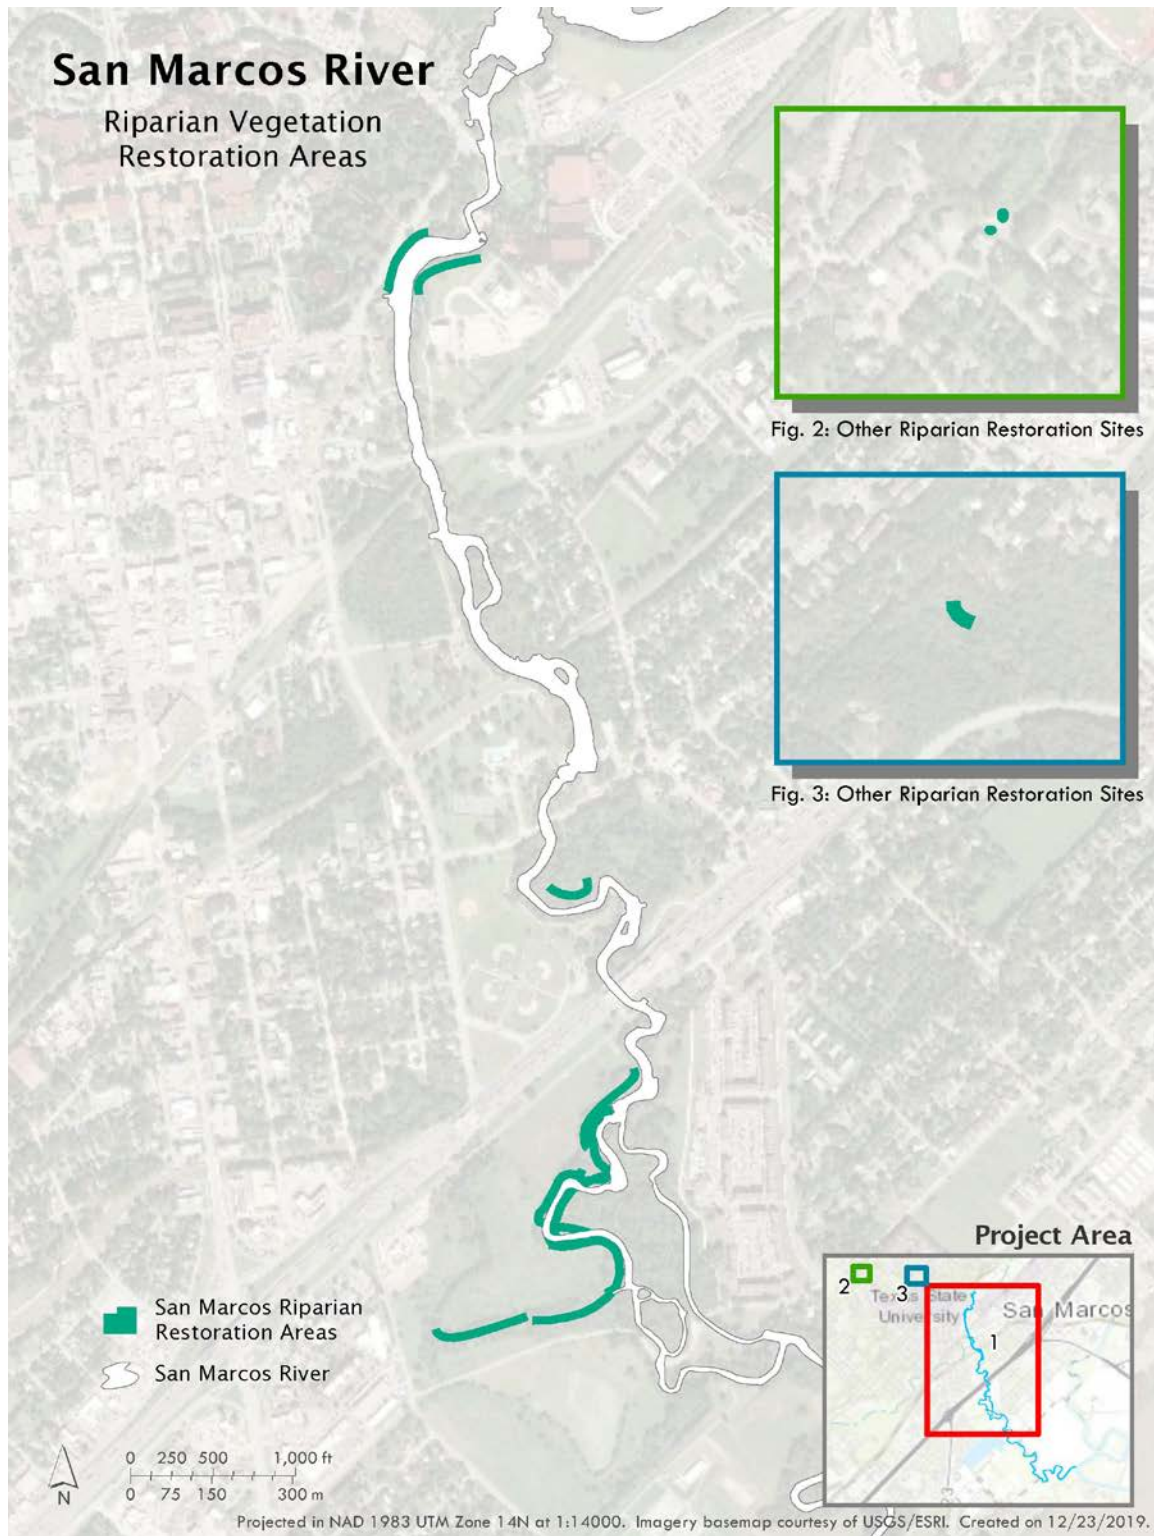 San Marcos River
Riparian Vegetation
Restoration Areas
Fig. 2: Other Riparian Restoration Sites
Fig. 3: Other Riparian Restoration Sites
Project Area
2
3
Texas State
University
San Marcos
1
San Marcos Riparian
Restoration Areas
San Marcos River
N
0 250 500 1,000 ft
0 75 150 300 m
Projected in NAD 1983 UTM Zone 14N at 1:14000. Imagery basemap courtesy of USGS/ESRI. Created on 12/23/2019.